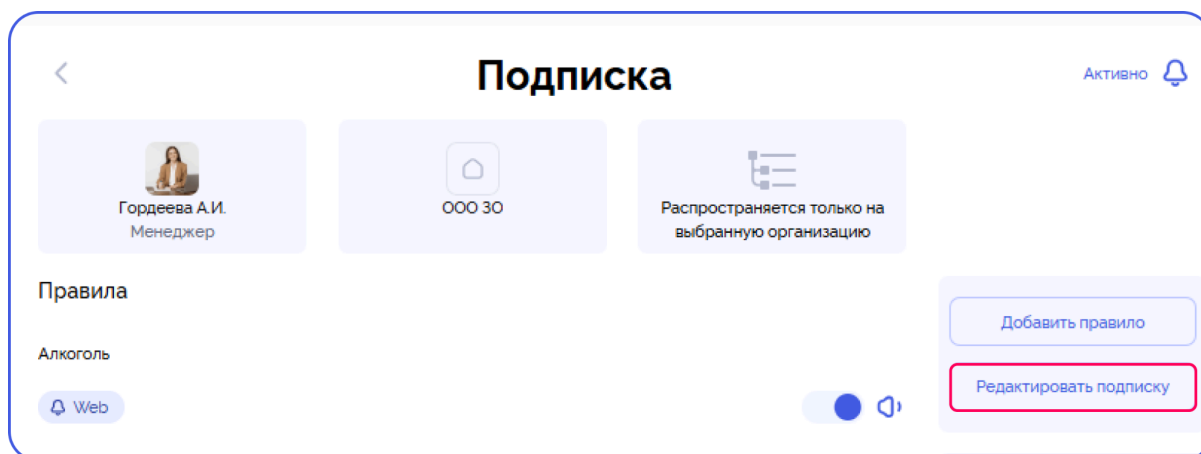 Подписка
Активно
Гордеева А.И.
Менеджер
ООО ЗО
Распространяется только на
выбранную организацию
Правила
Добавить правило
Алкоголь
Редактировать подписку
Web